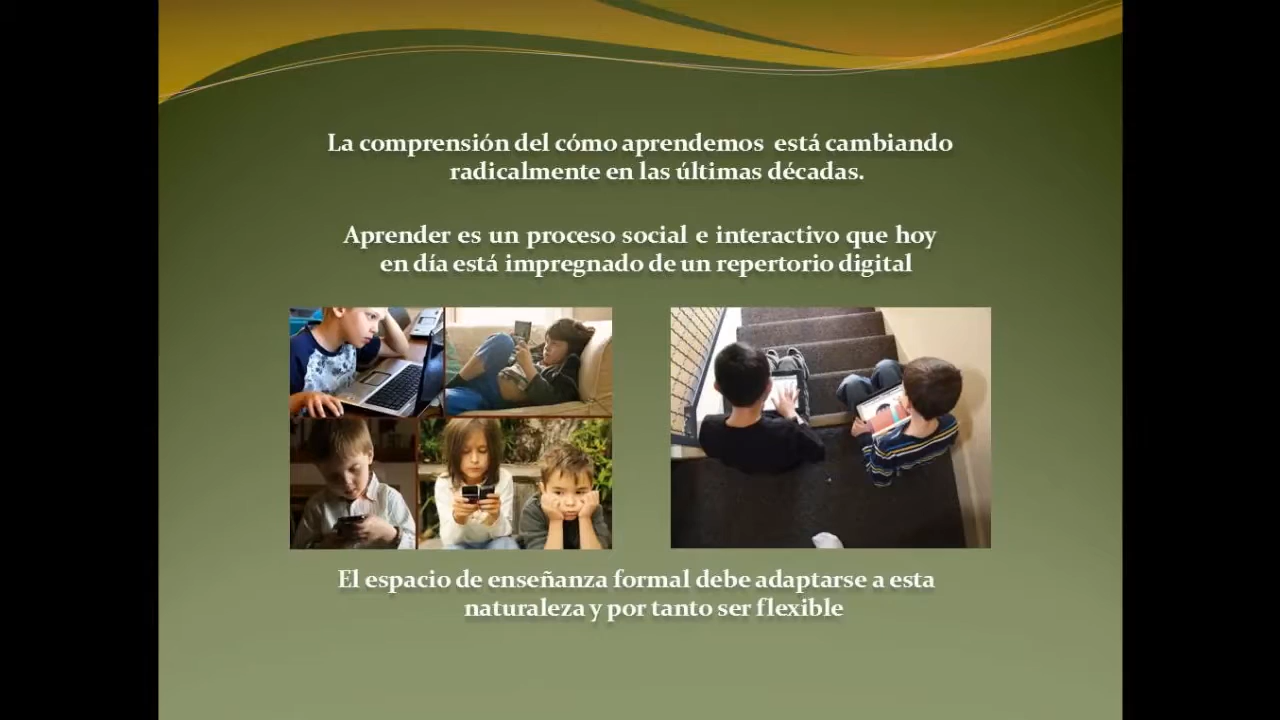 La comprensión del cómo aprendemos está cambiando
radicalmente en las últimas décadas.
Aprender es un proceso social e interactivo que hoy
en día está impregnado de un repertorio digital
El espacio de enseñanza formal debe adaptarse a esta
naturaleza y por tanto ser flexible